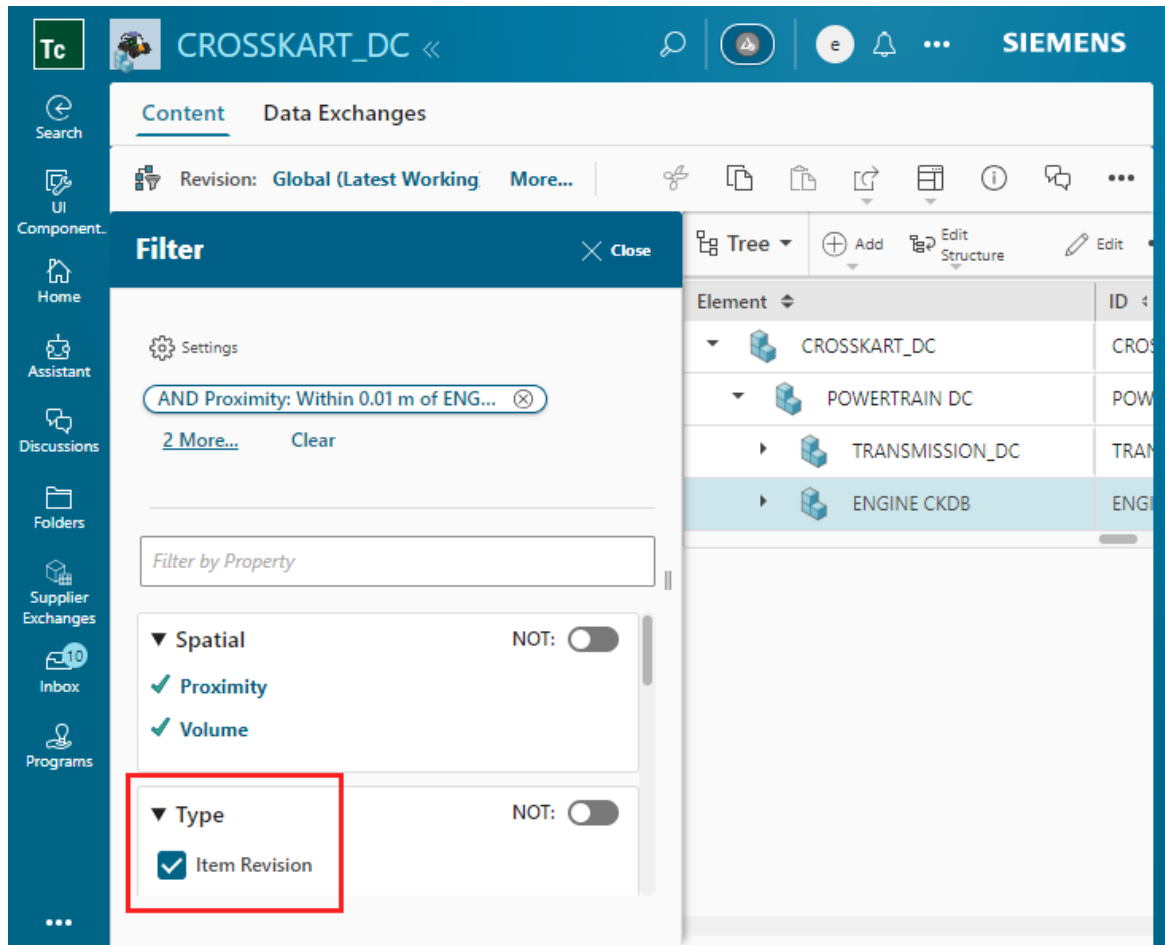 Tc
CROSSKART_DC «
e
SIEMENS
Search
UI
Component..
Home
Assistant
Discussions
Folders
Supplier
Exchanges
10
Inbox
Programs
Content Data Exchanges
Revision: Global (Latest Working More...
Filter
Close
Settings
AND Proximity: Within 0.01 m of ENG...
2 More... Clear
Filter by Property
Spatial NOT:
Proximity
Volume
Type NOT:
Item Revision
Tree
Add
Edit
Structure
Edit
Element ID
CROSSKART_DC CROS
POWERTRAIN DC POW
TRANSMISSION_DC TRAN
ENGINE CKDB ENGI